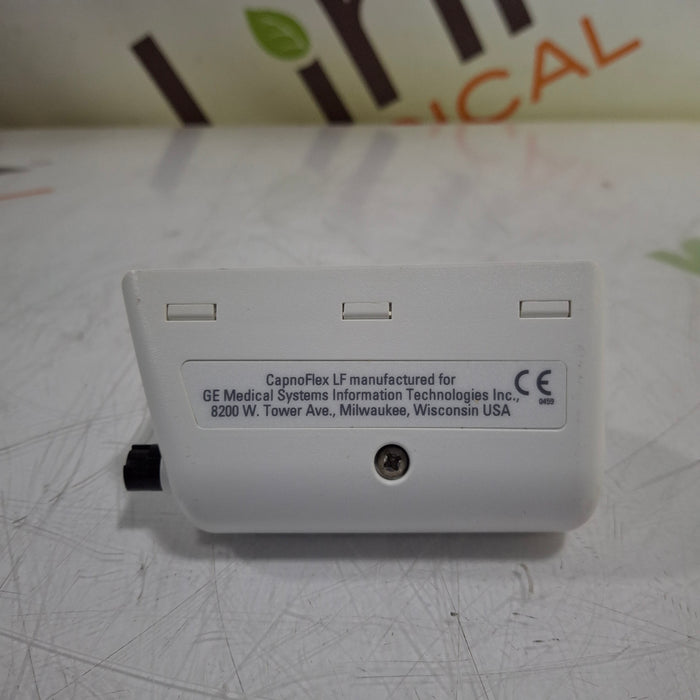 CapnoFlex LF manufactured for
GE Medical Systems Information Technologies Inc.,
8200 W. Tower Ave., Milwaukee, Wisconsin USA
CE
0459